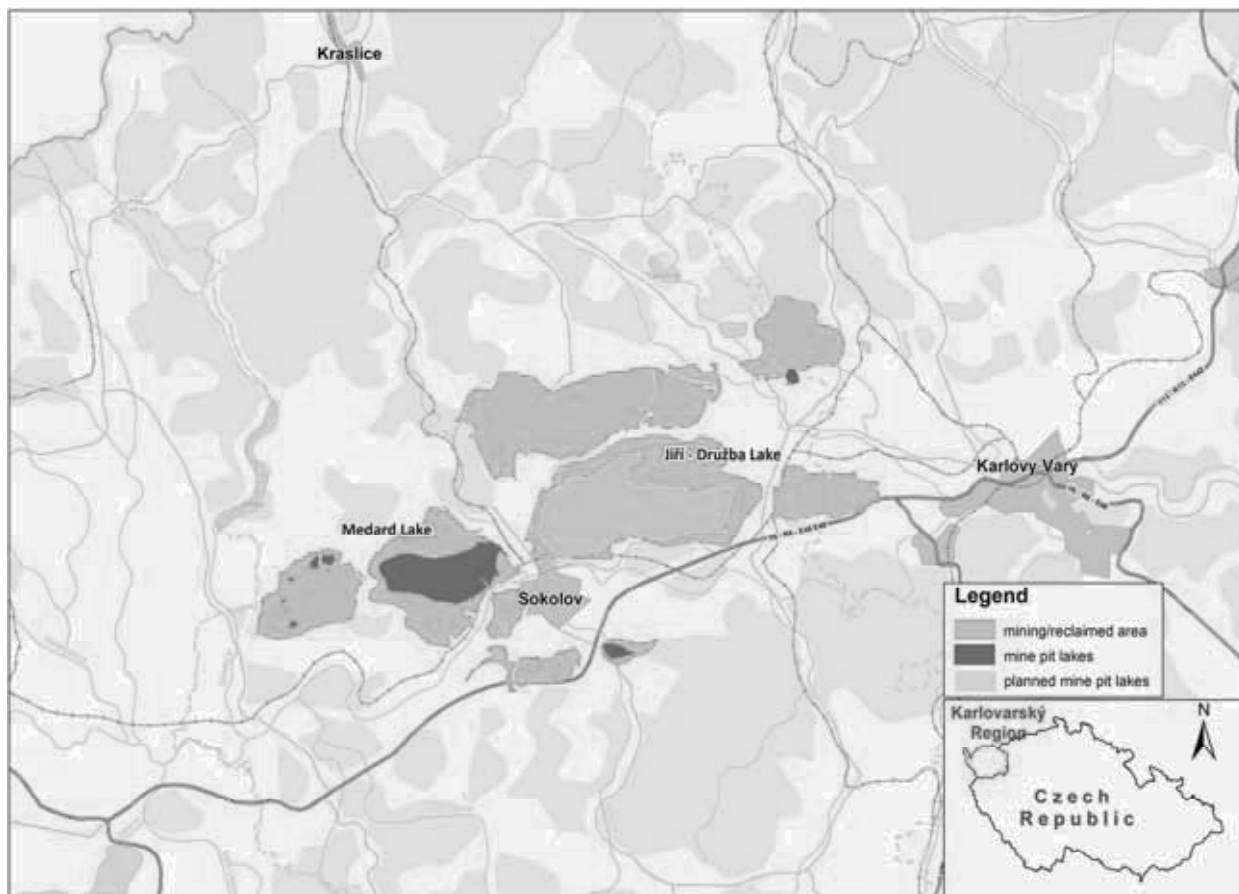 Kraslice
Jiří - Družba Lake
Karlovy Vary
Medard Lake
Sokolov
Legend
mining/reclaimed area
mine pit lakes
planned mine pit lakes
Karlovarský
Region
N
Czech
Republic